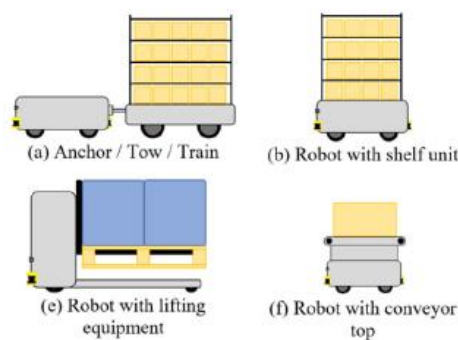 (a) Anchor / Tow / Train
(b) Robot with shelf unit
(e) Robot with lifting
equipment
(f) Robot with conveyor
top